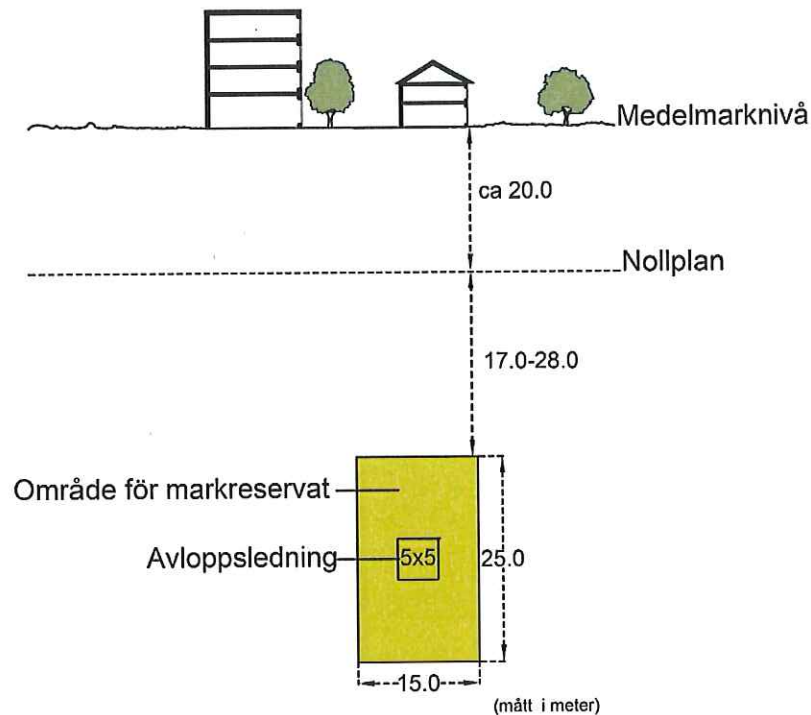 Medelmarknivå
ca 20.0
Nollplan
17.0-28.0
Område för markreservat
Avloppsledning
5x5
25.0
15.0
(mått i meter)